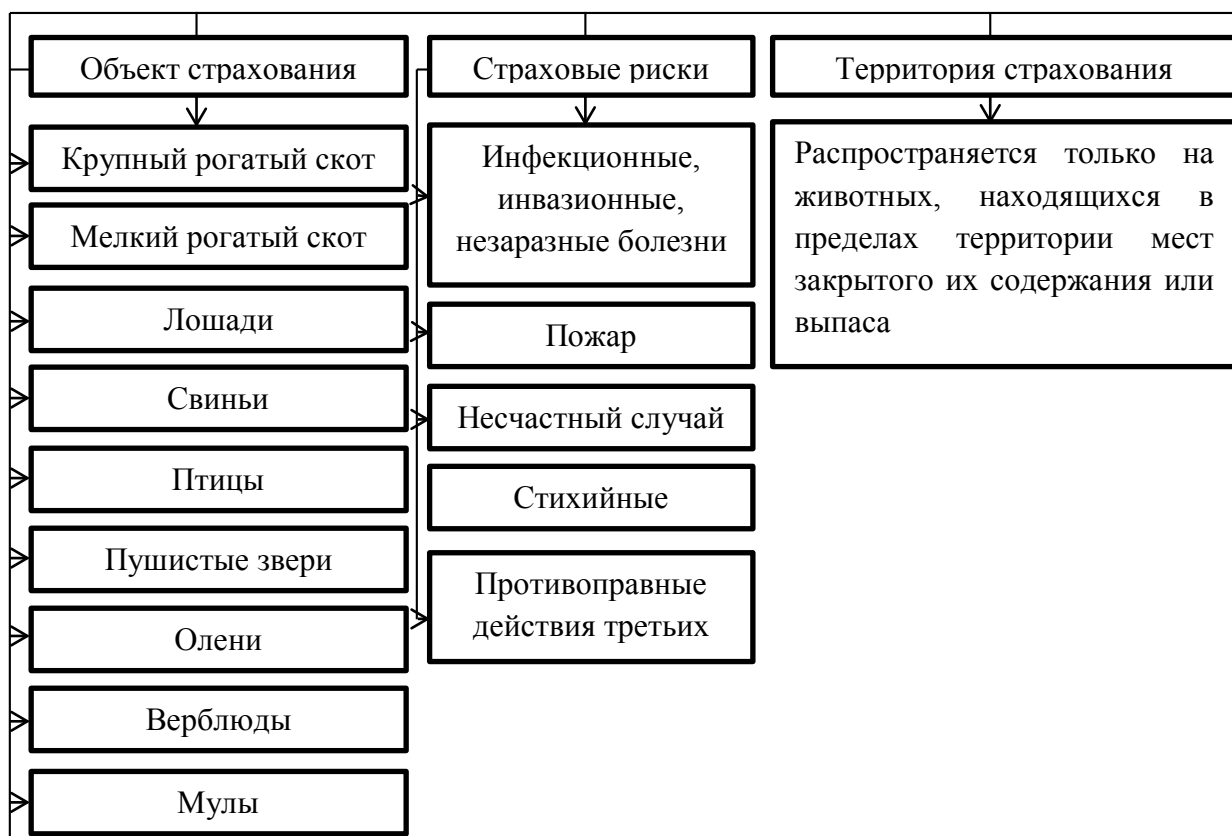 Объект страхования
Крупный рогатый скот
Мелкий рогатый скот
Лошади
Свиньи
Птицы
Пушистые звери
Олени
Верблюды
Мулы
Страховые риски
Инфекционные,
инвазионные,
незаразные болезни
Пожар
Несчастный случай
Стихийные
Противоправные
действия третьих
Территория страхования
Распространяется только на
животных, находящихся в
пределах территории мест
закрытого их содержания или
выпаса